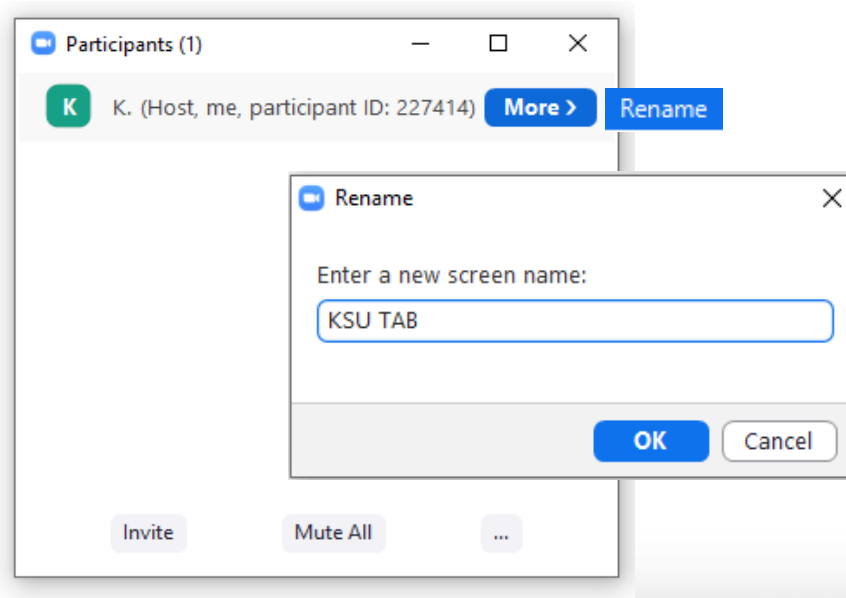 Participants (1)
K
K. (Host, me, participant ID: 227414)
More >
Rename
Rename
Enter a new screen name:
KSU TAB
OK
Cancel
Invite
Mute All
...